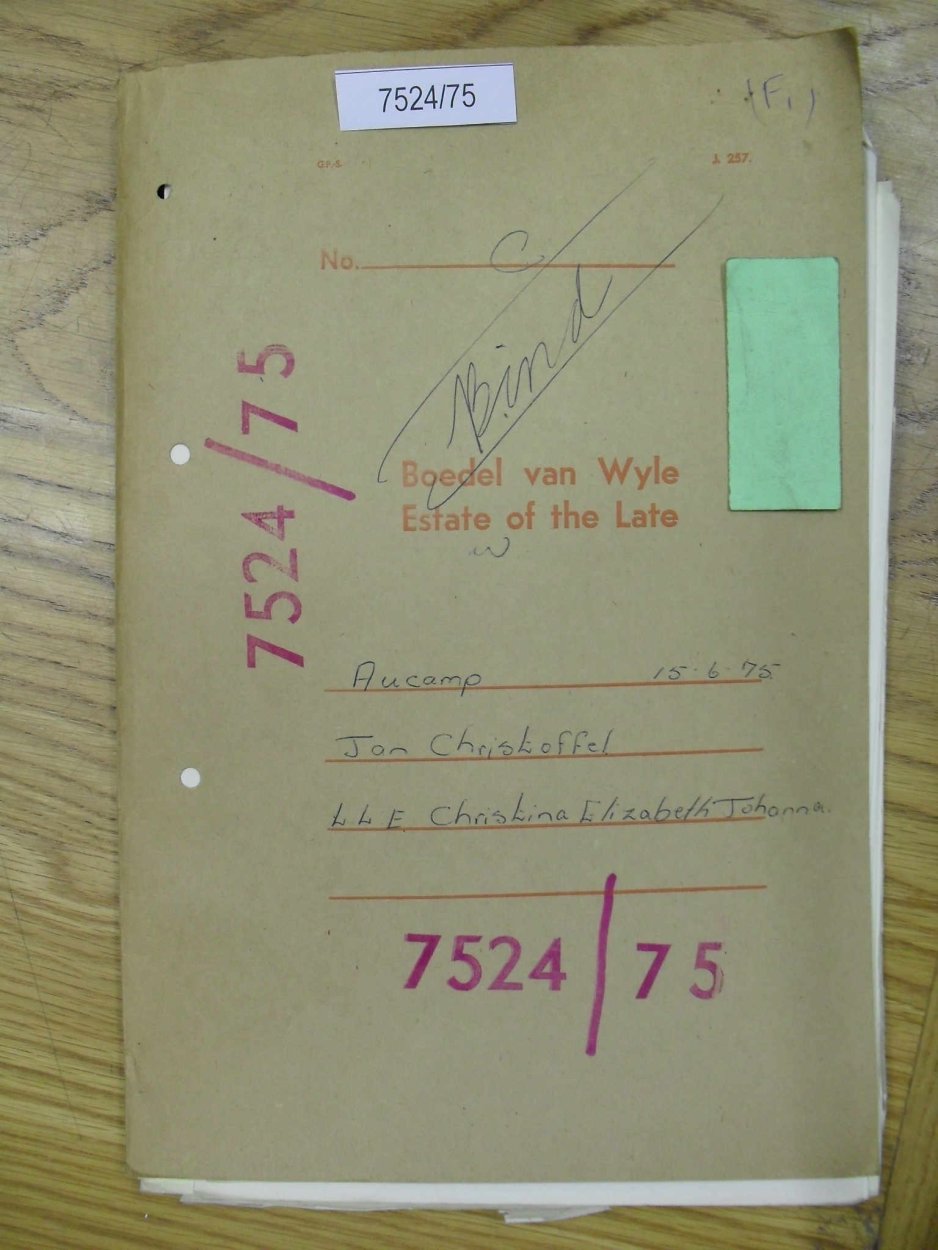 7524/75
(F1)
G.P.-S.
J. 257.
No. C
Bind
7524/75
Boedel van Wyle
Estate of the Late
w
Aucamp 15·6·75
Jan Christoffel
LLE Christina Elizabeth Johanna
7524/75